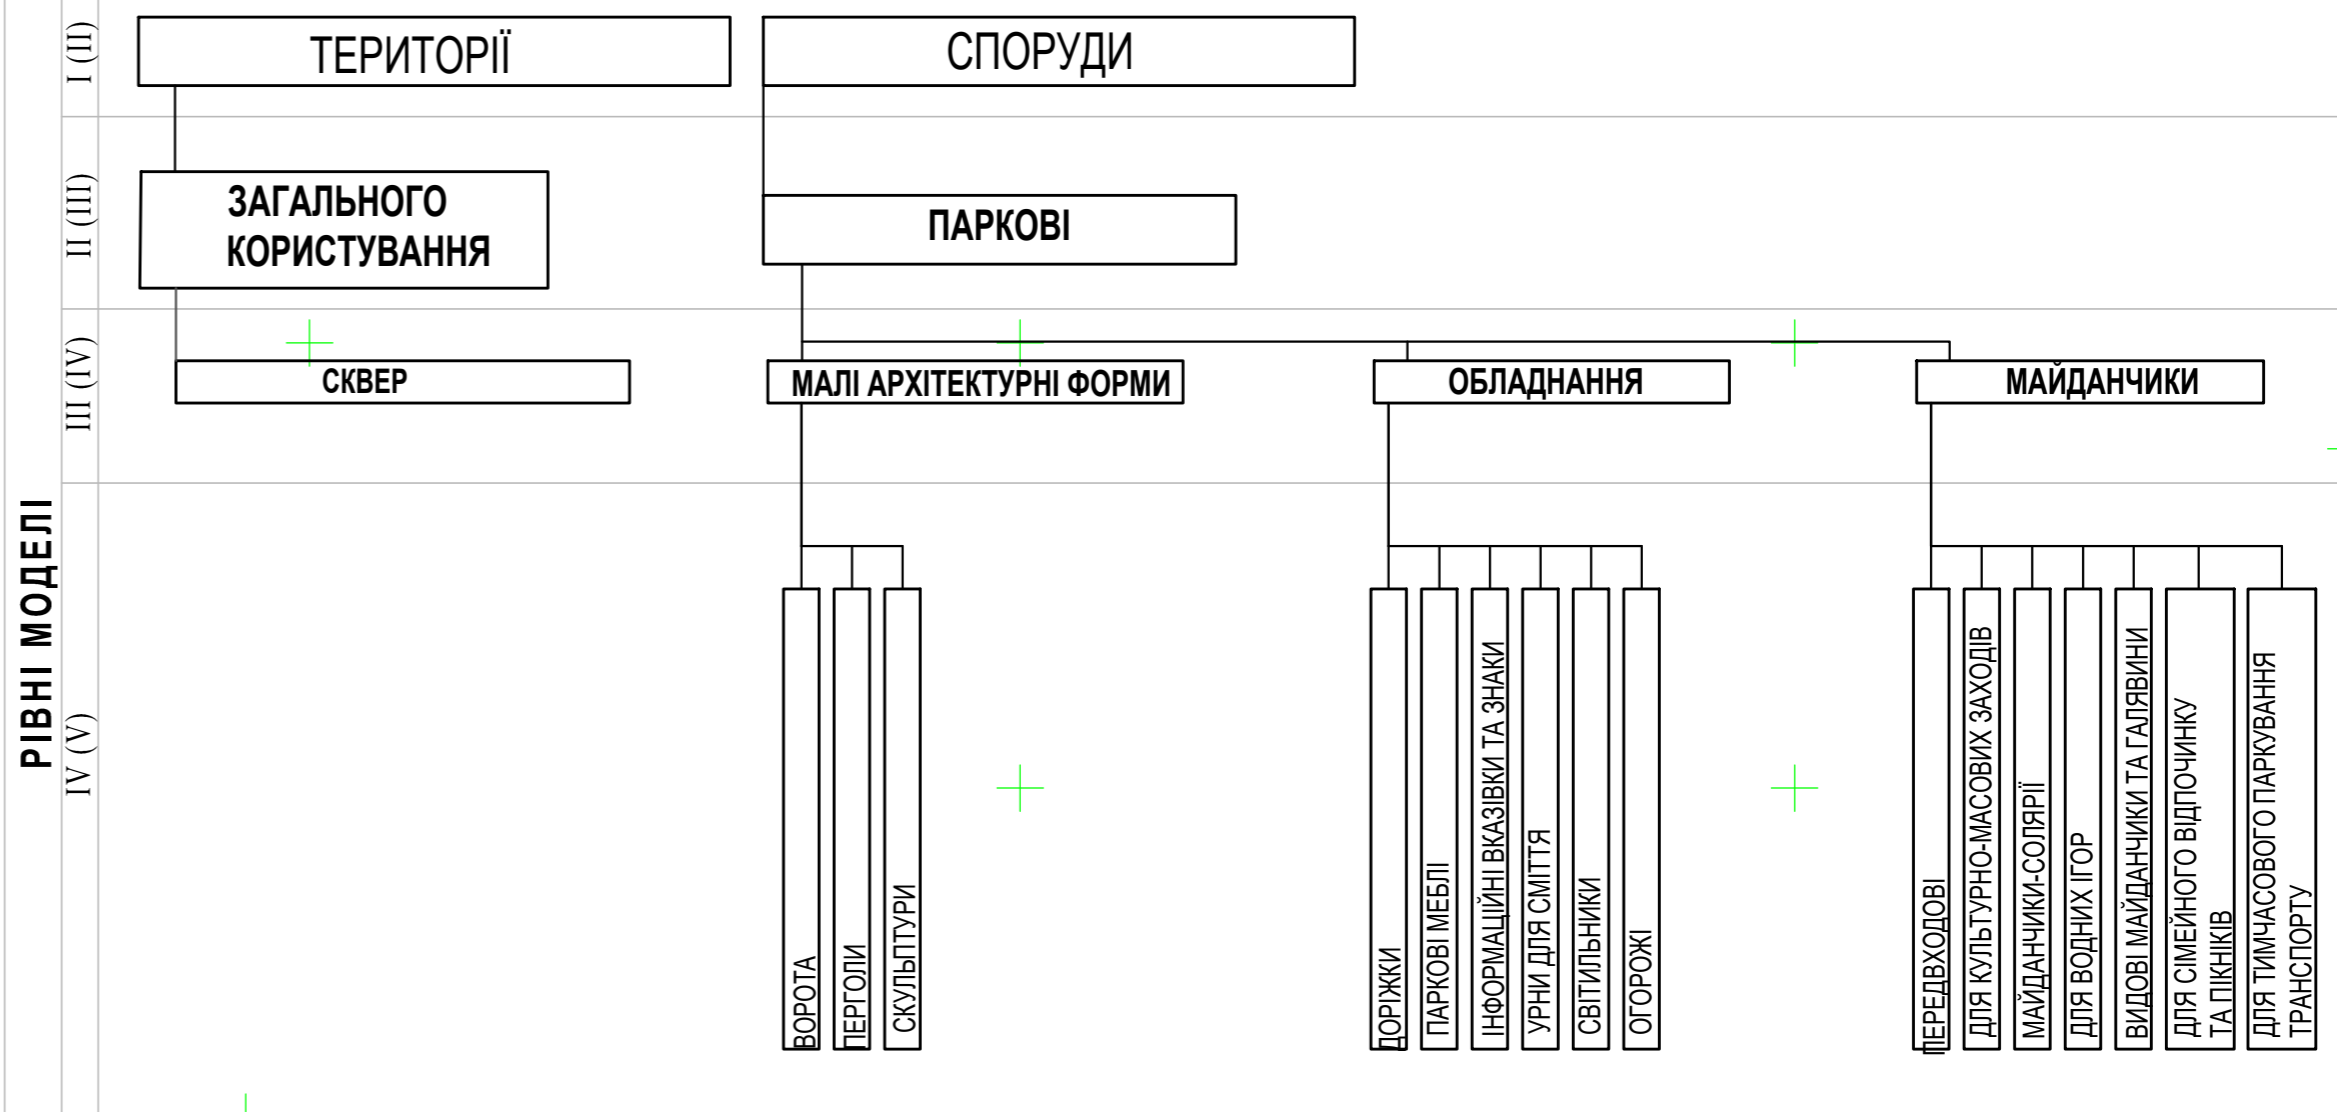 РІВНІ МОДЕЛІ
I (II)
ТЕРИТОРІЇ
СПОРУДИ
II (III)
ЗАГАЛЬНОГО
КОРИСТУВАННЯ
ПАРКОВІ
III (IV)
СКВЕР
МАЛІ АРХІТЕКТУРНІ ФОРМИ
ОБЛАДНАННЯ
МАЙДАНЧИКИ
IV (V)
ВОРОТА
ПЕРГОЛИ
СКУЛЬПТУРИ
ДОРІЖКИ
ПАРКОВІ МЕБЛІ
ІНФОРМАЦІЙНІ ВКАЗІВКИ ТА ЗНАКИ
УРНИ ДЛЯ СМІТТЯ
СВІТИЛЬНИКИ
ОГОРОЖІ
ПЕРЕДВХОДОВІ
ДЛЯ КУЛЬТУРНО-МАСОВИХ ЗАХОДІВ
МАЙДАНЧИКИ-СОЛЯРІЇ
ДЛЯ ВОДНИХ ІГОР
ВИДОВІ МАЙДАНЧИКИ ТА ГАЛЯВИНИ
ДЛЯ СІМЕЙНОГО ВІДПОЧИНКУ
ТА ПІКНІКІВ
ДЛЯ ТИМЧАСОВОГО ПАРКУВАННЯ
ТРАНСПОРТУ